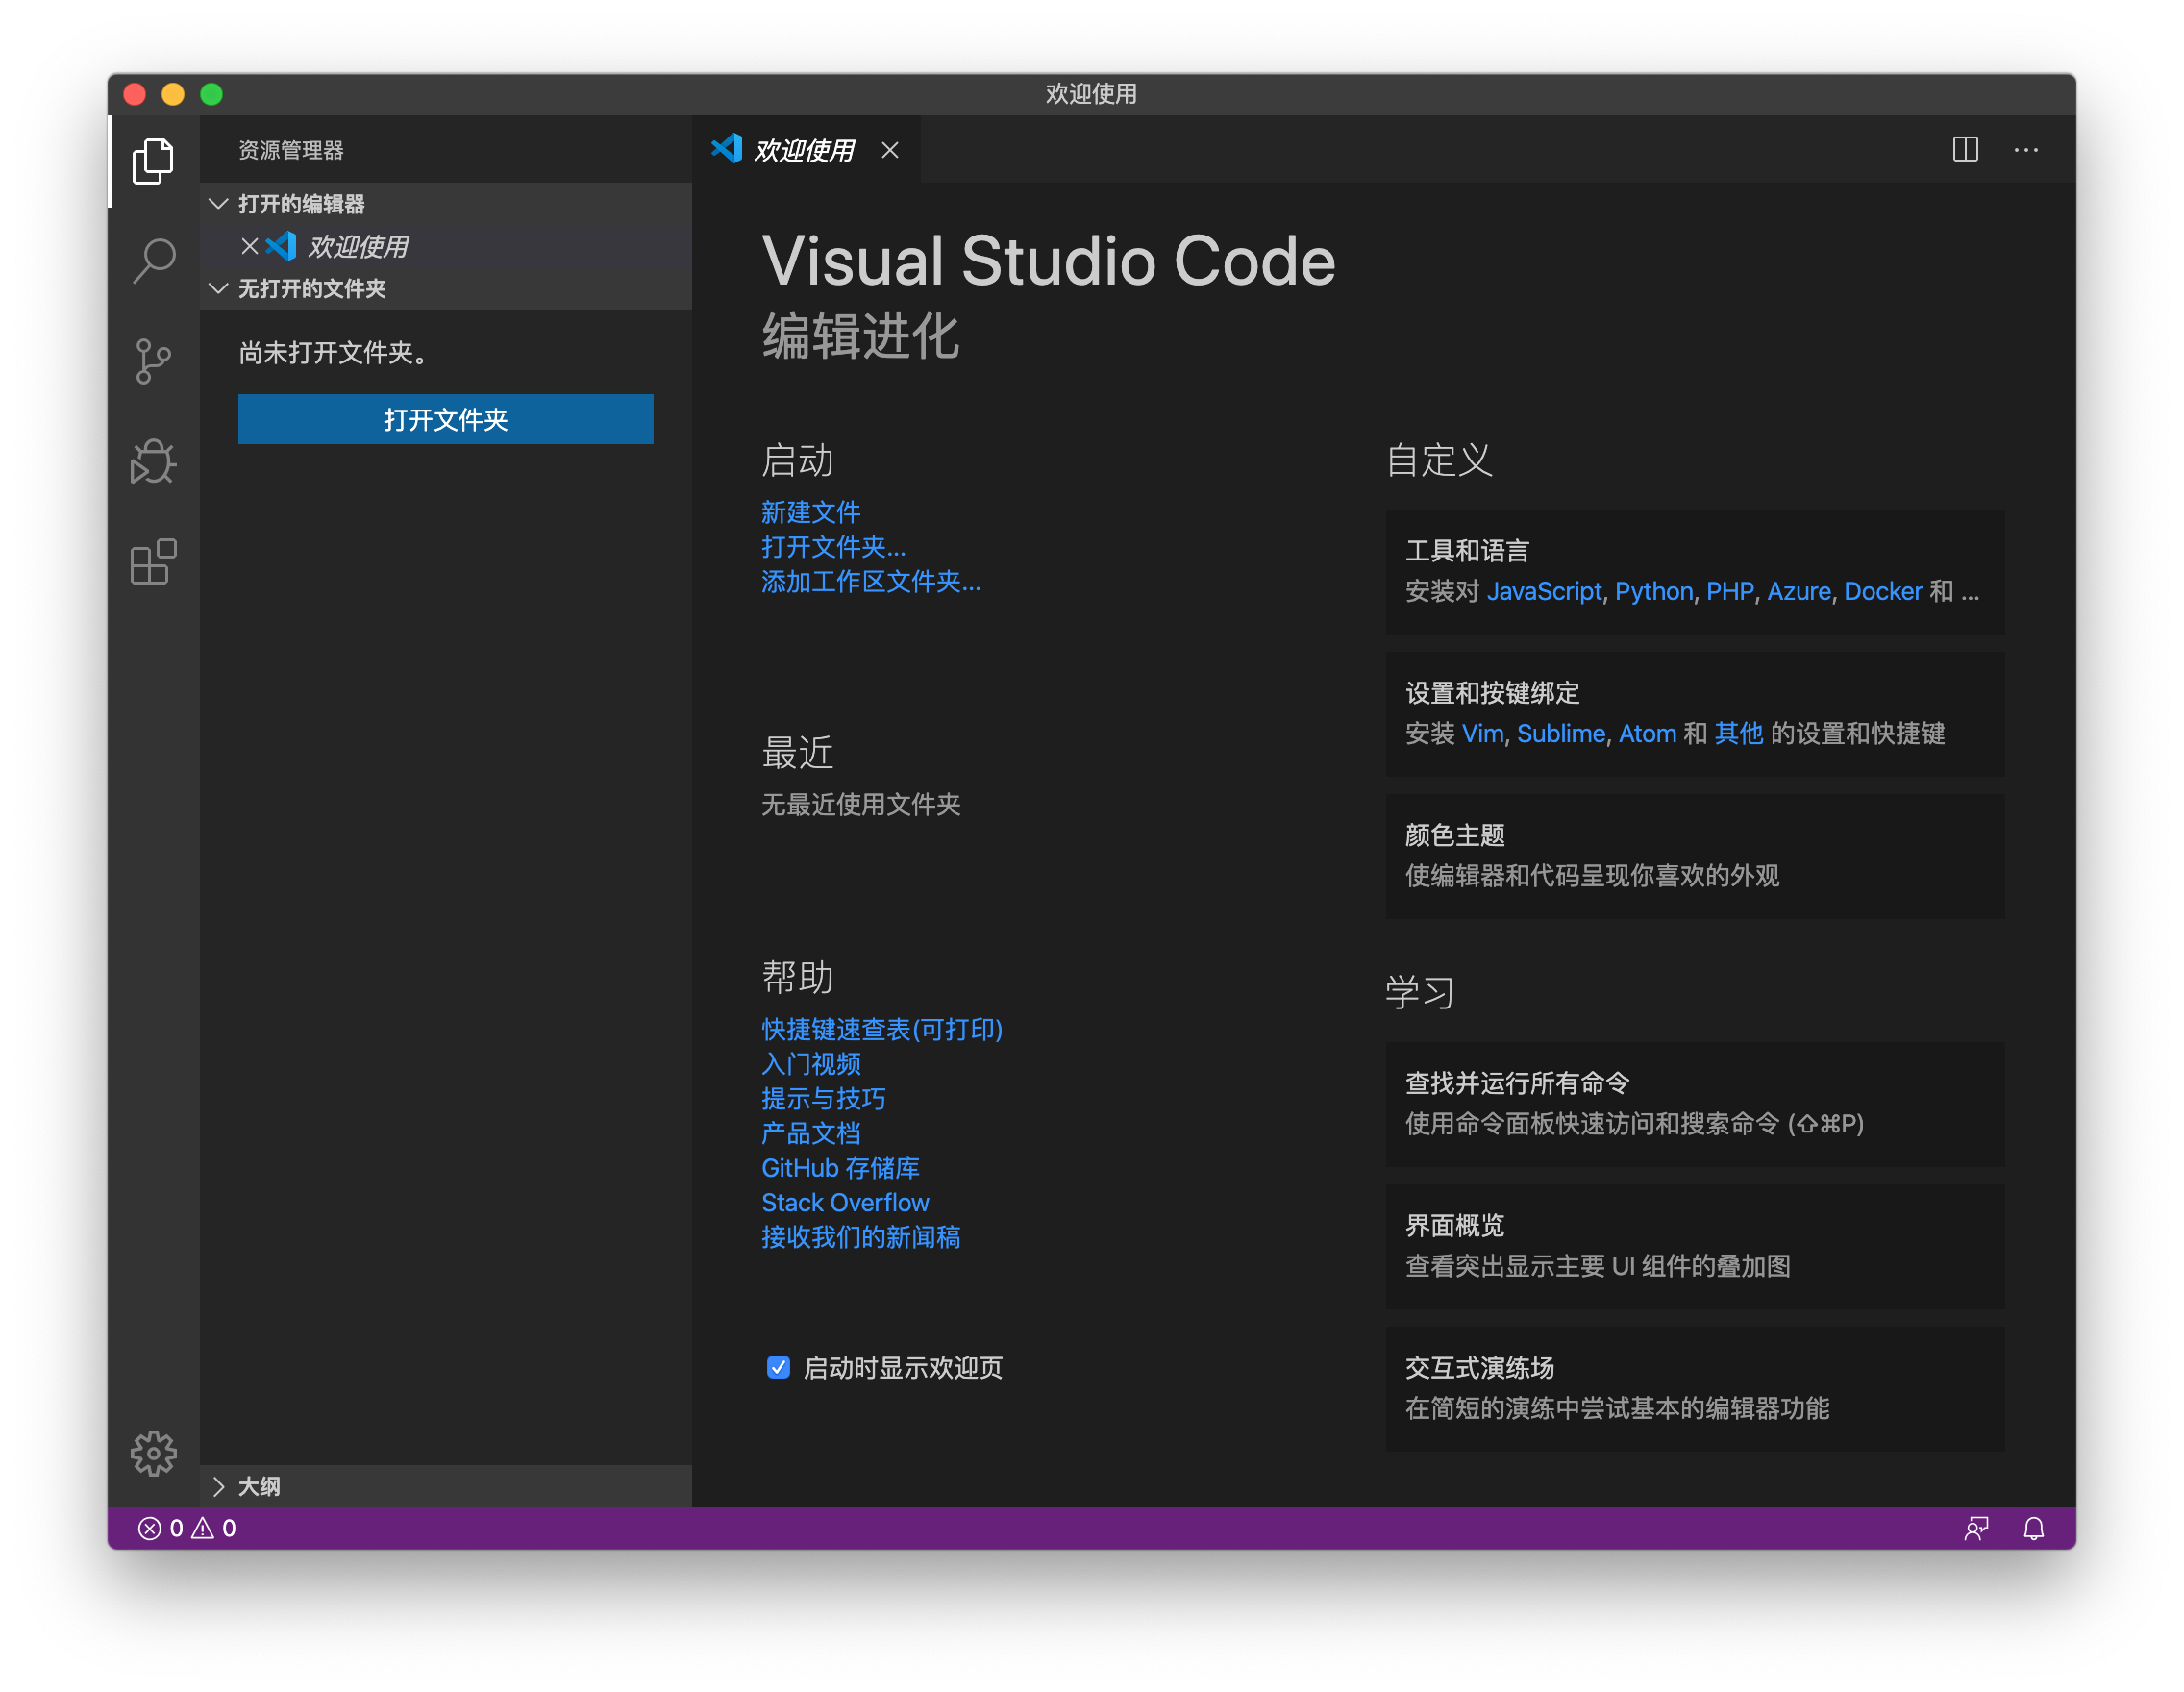 欢迎使用
资源管理器
打开的编辑器
欢迎使用
无打开的文件夹
尚未打开文件夹。
打开文件夹
大纲
欢迎使用
Visual Studio Code
编辑进化
启动
新建文件
打开文件夹...
添加工作区文件夹...
最近
无最近使用文件夹
帮助
快捷键速查表(可打印)
入门视频
提示与技巧
产品文档
GitHub 存储库
Stack Overflow
接收我们的新闻稿
启动时显示欢迎页
自定义
工具和语言
安装对 JavaScript, Python, PHP, Azure, Docker 和 ...
设置和按键绑定
安装 Vim, Sublime, Atom 和 其他 的设置和快捷键
颜色主题
使编辑器和代码呈现你喜欢的外观
学习
查找并运行所有命令
使用命令面板快速访问和搜索命令 (⇧⌘P)
界面概览
查看突出显示主要 UI 组件的叠加图
交互式演练场
在简短的演练中尝试基本的编辑器功能
0 0